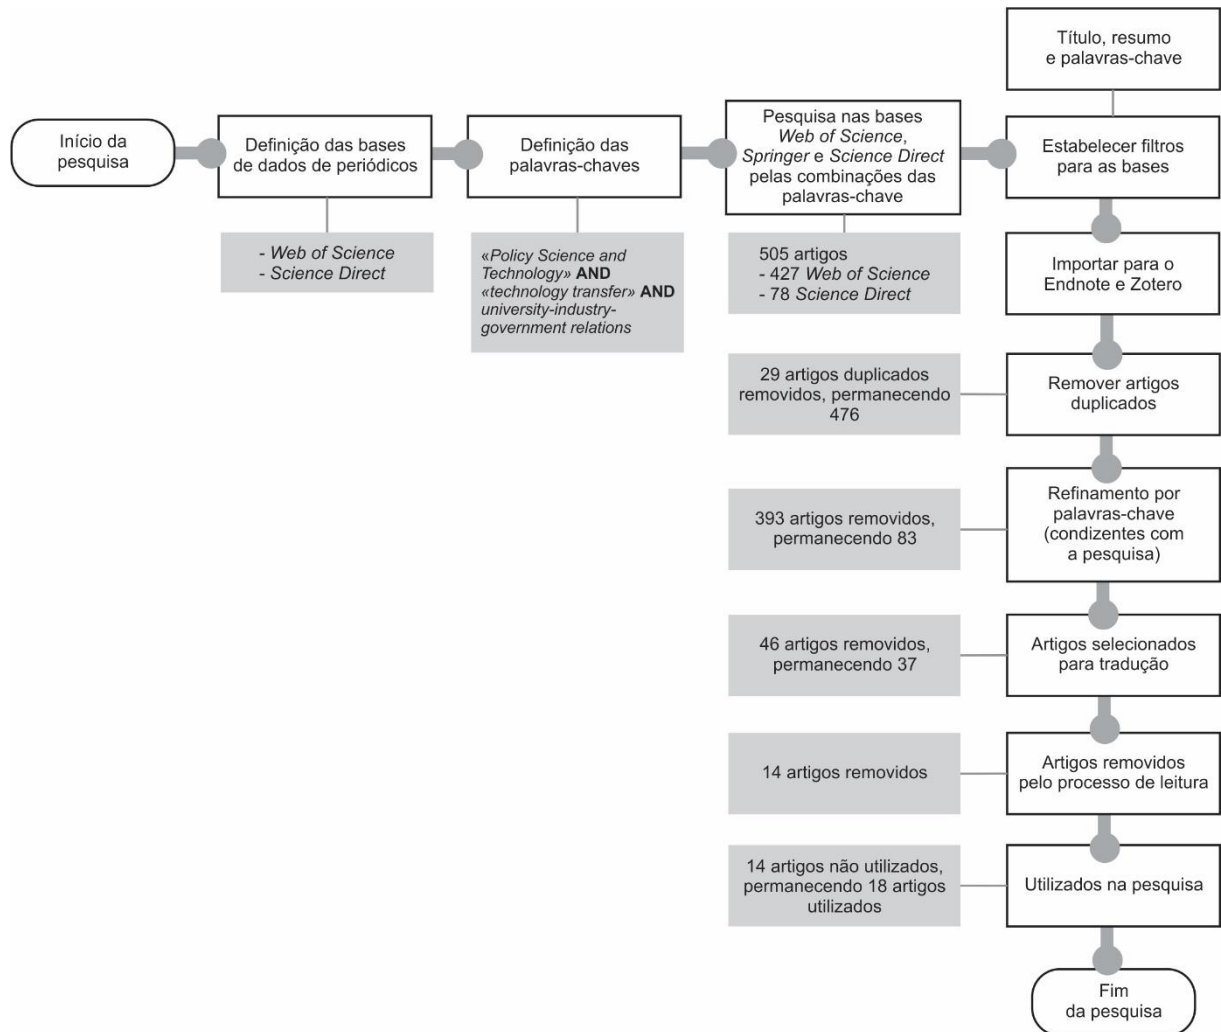 Início da
pesquisa
Definição das bases
de dados de periódicos
- Web of Science
- Science Direct
Definição das
palavras-chaves
«Policy Science and
Technology» AND
«technology transfer» AND
university-industry-
government relations
Pesquisa nas bases
Web of Science,
Springer e Science Direct
pelas combinações das
palavras-chave
505 artigos
- 427 Web of Science
- 78 Science Direct
Título, resumo
e palavras-chave
Estabelecer filtros
para as bases
Importar para o
Endnote e Zotero
29 artigos duplicados
removidos, permanecendo
476
Remover artigos
duplicados
393 artigos removidos,
permanecendo 83
Refinamento por
palavras-chave
(condizentes com
a pesquisa)
46 artigos removidos,
permanecendo 37
Artigos selecionados
para tradução
14 artigos removidos
Artigos removidos
pelo processo de leitura
14 artigos não utilizados,
permanecendo 18 artigos
utilizados
Utilizados na pesquisa
Fim
da pesquisa